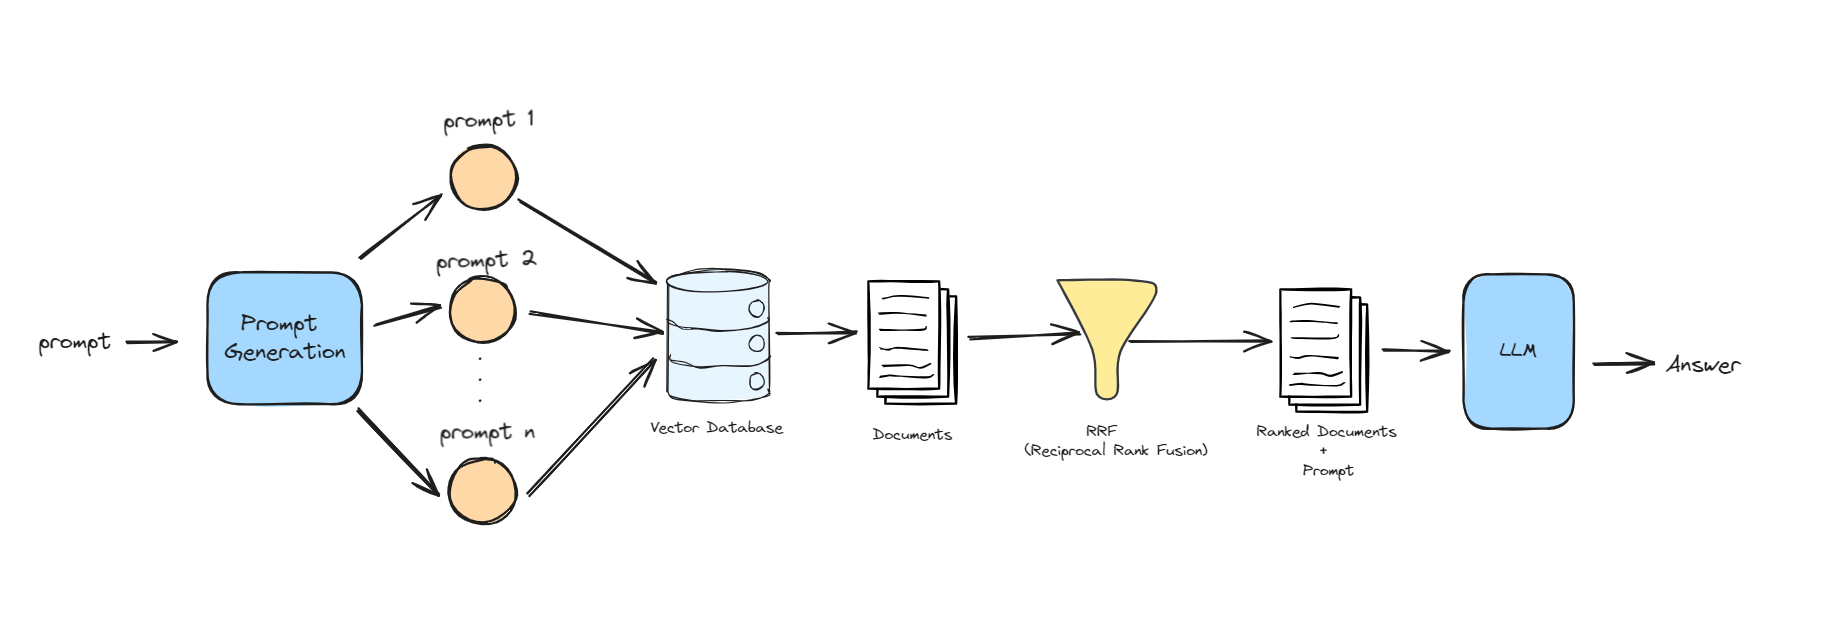 prompt
Prompt
Generation
prompt 1
prompt 2
prompt n
Vector Database
Documents
RRF
(Reciprocal Rank Fusion)
Ranked Documents
+
Prompt
LLM
Answer